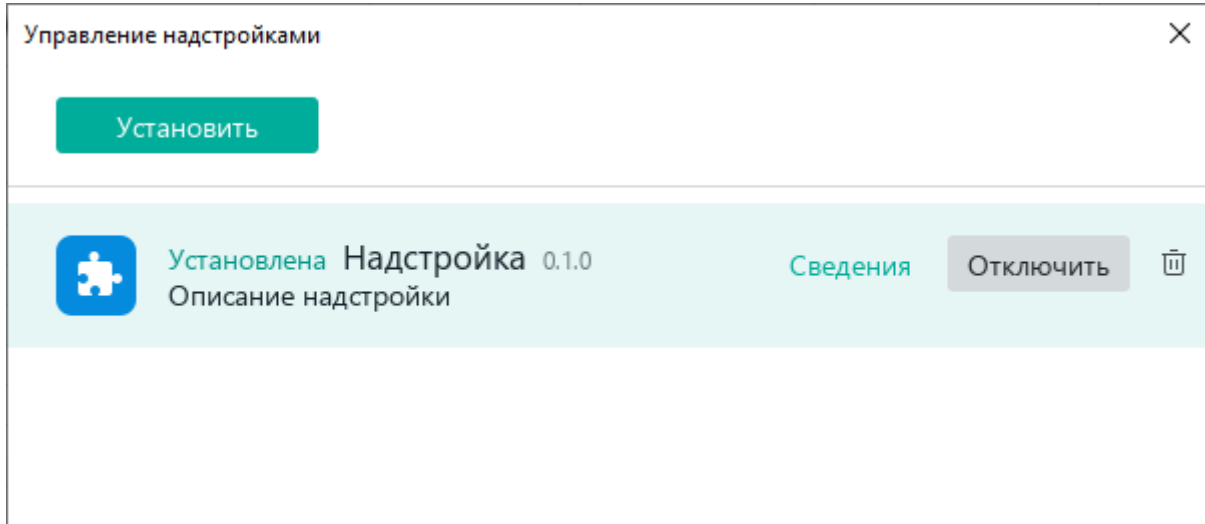 Управление надстройками
Установить
Установлена Надстройка 0.1.0 Сведения Отключить
Описание надстройки